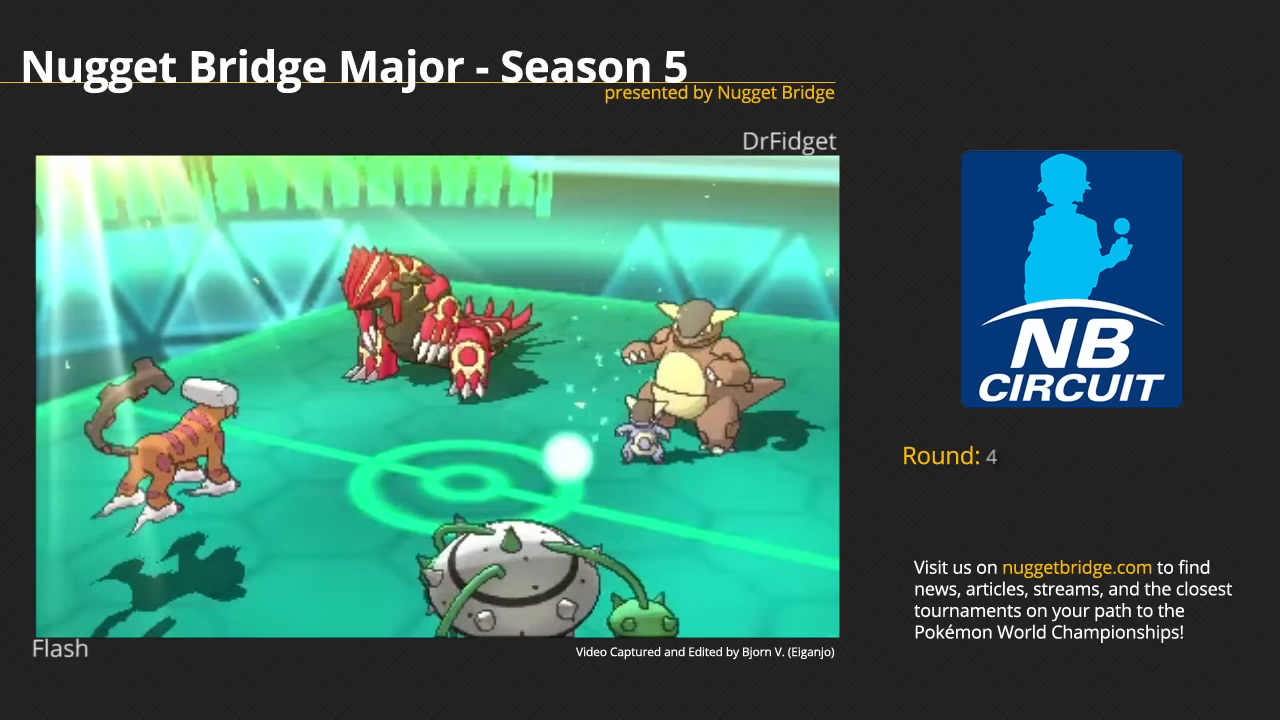 Nugget Bridge Major - Season 5
presented by Nugget Bridge
DrFidget
NB
CIRCUIT
Round: 4
Visit us on nuggetbridge.com to find
news, articles, streams, and the closest
tournaments on your path to the
Pokémon World Championships!
Flash
Video Captured and Edited by Bjorn V. (Eiganjo)